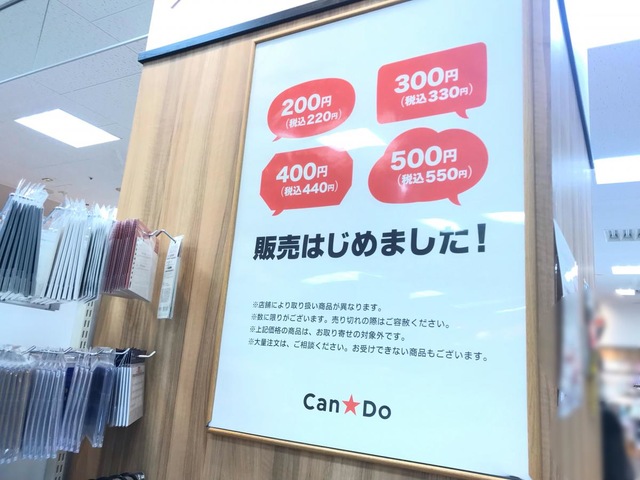 200円
(税込220円)
300円
(税込330円)
400円
(税込440円)
500円
(税込550円)
販売はじめました!
※店舗により取り扱い商品が異なります。
※数に限りがございます。売り切れの際はご容赦ください。
※上記価格の商品は、お取り寄せの対象外です。
※大量注文は、ご相談ください。お受けできない商品もございます。
Can★Do